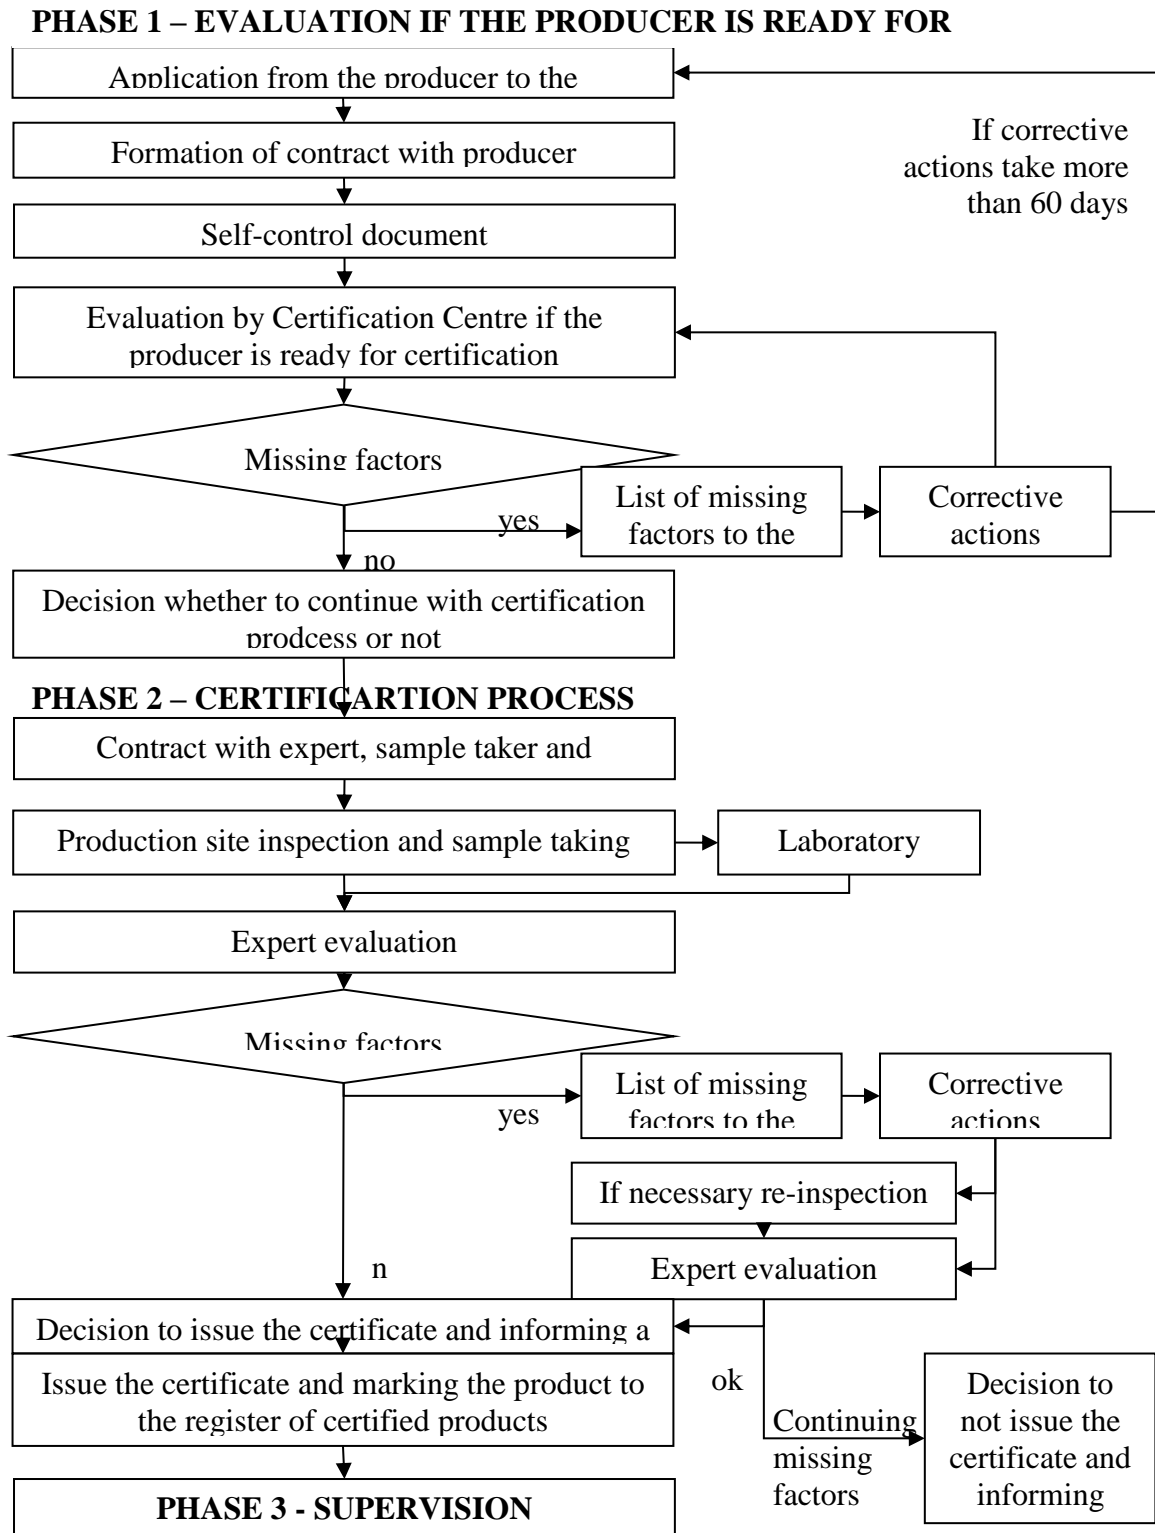 PHASE 1 – EVALUATION IF THE PRODUCER IS READY FOR
Application from the producer to the
If corrective
actions take more
than 60 days
Formation of contract with producer
Self-control document
Evaluation by Certification Centre if the
producer is ready for certification
Missing factors
yes
List of missing
factors to the
Corrective
actions
no
Decision whether to continue with certification
prodcess or not
PHASE 2 – CERTIFICARTION PROCESS
Contract with expert, sample taker and
Production site inspection and sample taking
Laboratory
Expert evaluation
Missing factors
yes
List of missing
factors to the
Corrective
actions
If necessary re-inspection
Expert evaluation
n
Decision to issue the certificate and informing a
Issue the certificate and marking the product to
the register of certified products
ok
Continuing
missing
factors
Decision to
not issue the
certificate and
informing
PHASE 3 - SUPERVISION